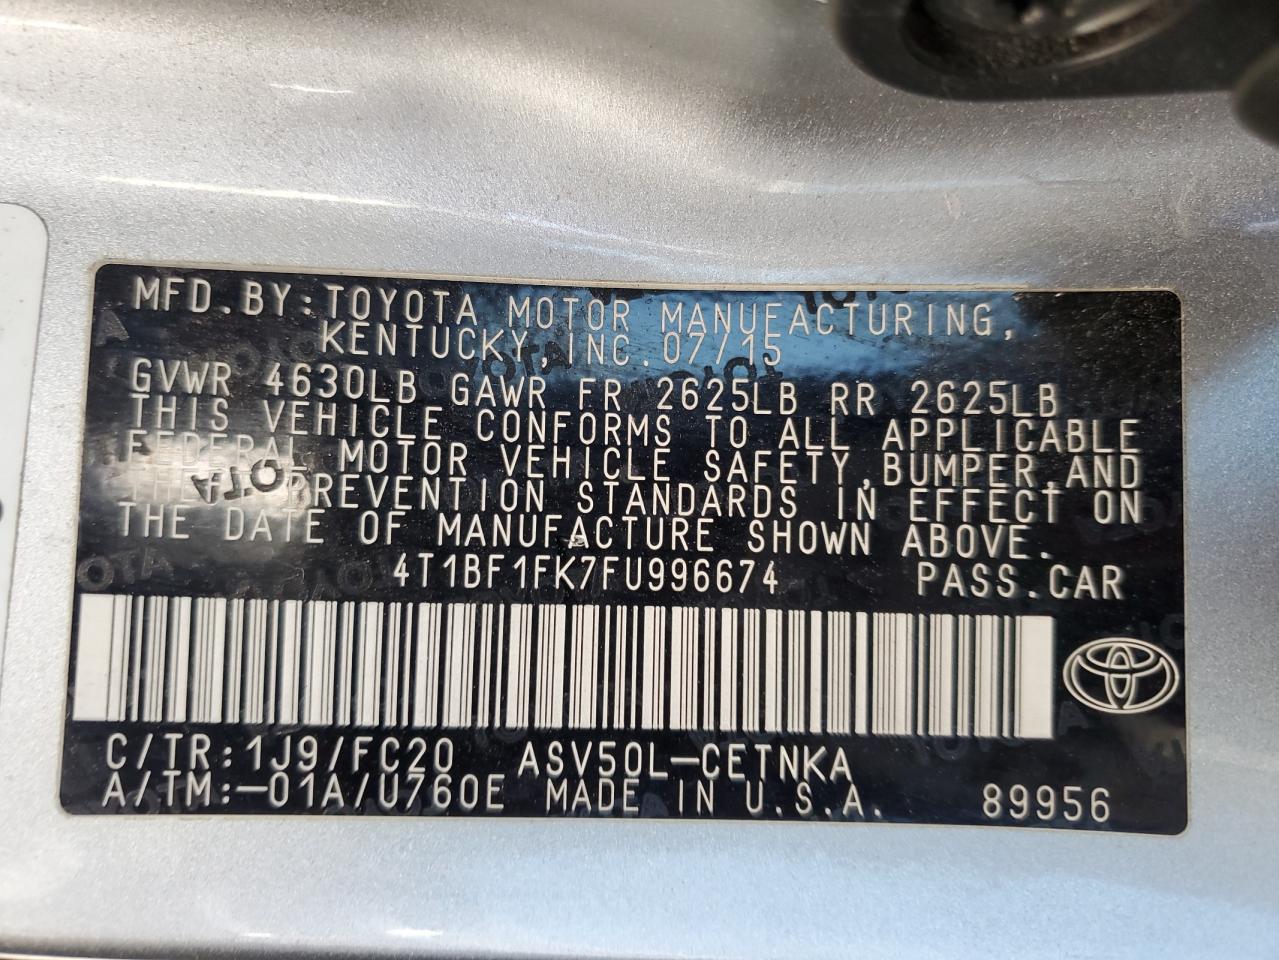 MFD.BY:TOYOTA MOTOR MANUFACTURING,
KENTUCKY,INC.07/15
GVWR 4630LB GAWR FR 2625LB RR 2625LB
THIS VEHICLE CONFORMS TO ALL APPLICABLE
FEDERAL MOTOR VEHICLE SAFETY,BUMPER,AND
THEFT PREVENTION STANDARDS IN EFFECT ON
THE DATE OF MANUFACTURE SHOWN ABOVE.
4T1BF1FK7FU996674 PASS.CAR
C/TR:1J9/FC20 ASV50L-CETNKA
A/TM:-01A/U760E MADE IN U.S.A. 89956